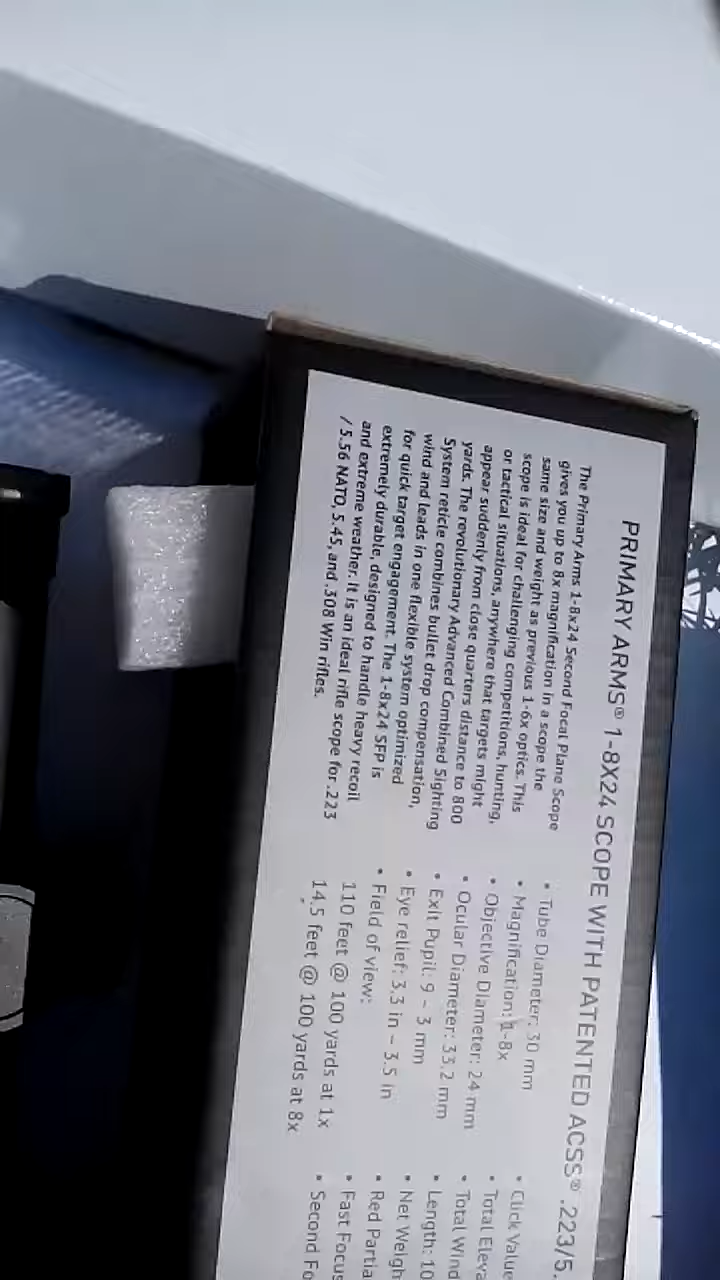 PRIMARY ARMS® 1-8X24 SCOPE WITH PATENTED ACSS® .223/5.
The Primary Arms 1-8x24 Second Focal Plane Scope
gives you up to 8x magnification in a scope the
same size and weight as previous 1-6x optics. This
scope is ideal for challenging competitions, hunting,
or tactical situations, anywhere that targets might
appear suddenly from close quarters distance to 800
yards. The revolutionary Advanced Combined Sighting
System reticle combines bullet drop compensation,
wind and leads in one flexible system optimized
for quick target engagement. The 1-8x24 SFP is
extremely durable, designed to handle heavy recoil
and extreme weather. It is an ideal rifle scope for .223
/ 5.56 NATO, 5.45, and .308 Win rifles.
• Tube Diameter: 30 mm
• Magnification: 1-8x
• Objective Diameter: 24 mm
• Ocular Diameter: 33.2 mm
• Exit Pupil: 9 – 3 mm
• Eye relief: 3.3 in – 3.5 in
• Field of view:
110 feet @ 100 yards at 1x
14.5 feet @ 100 yards at 8x
• Click Value
• Total Eleva
• Total Wind
• Length: 10
• Net Weigh
• Red Partia
• Fast Focus
• Second Fo